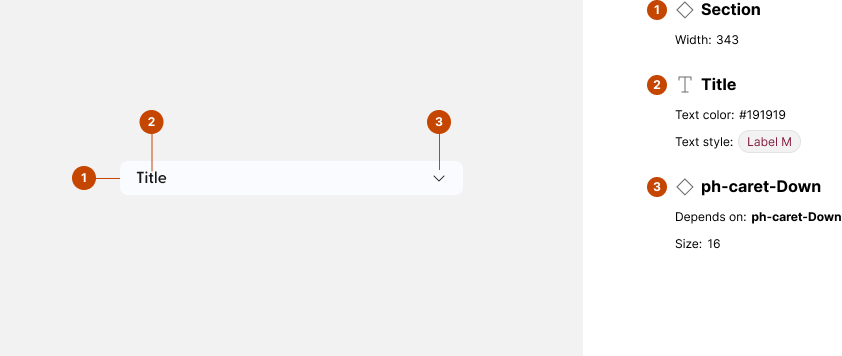 1 Section
Width: 343
2 Title
Text color: #191919
2 3
Text style: Label M
1 Title
3 ph-caret-Down
Depends on: ph-caret-Down
Size: 16